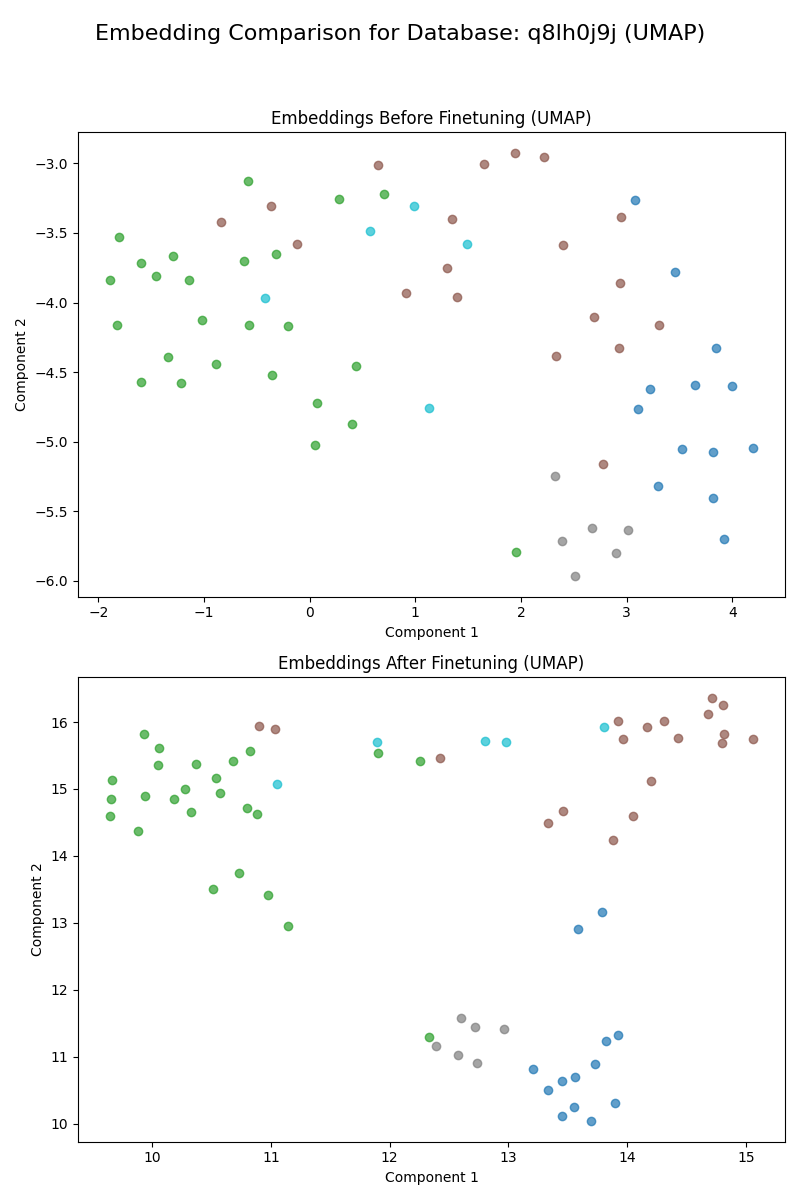 Embedding Comparison for Database: q8lh0j9j (UMAP)
Embeddings Before Finetuning (UMAP)
−3.0
−3.5
−4.0
−4.5
−5.0
−5.5
−6.0
Component 2
−2 −1 0 1 2 3 4
Component 1
Embeddings After Finetuning (UMAP)
16
15
14
13
12
11
10
Component 2
10 11 12 13 14 15
Component 1